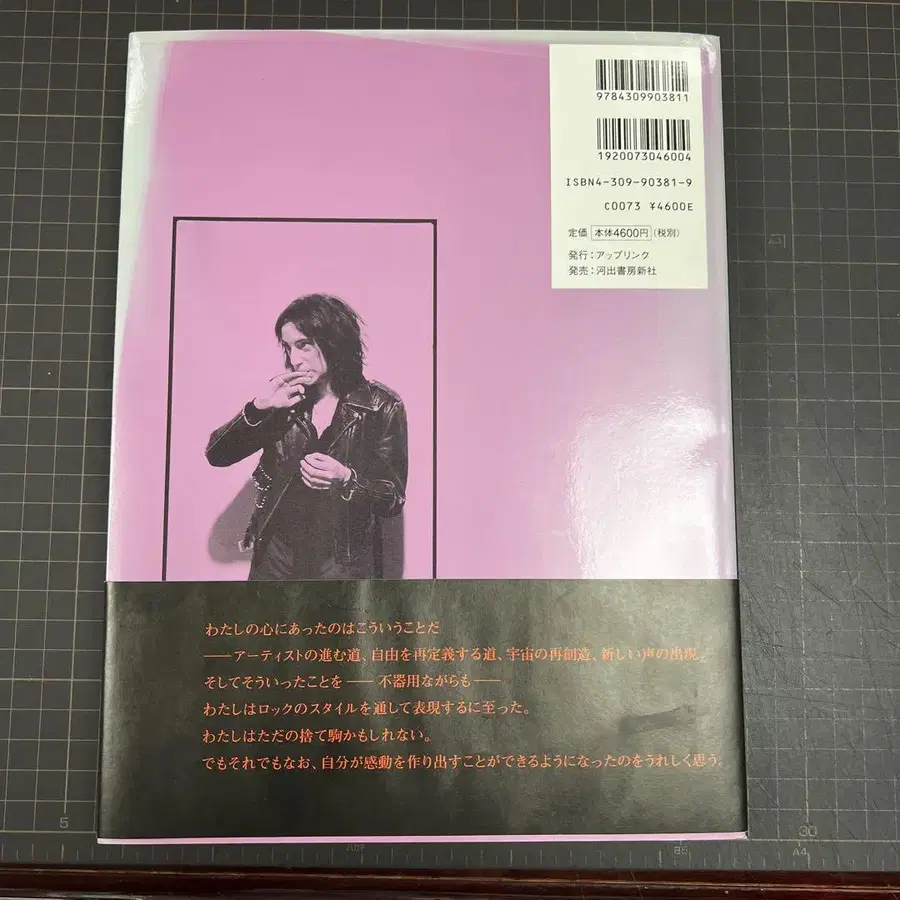 9784309903811
1920073046004
ISBN4-309-90381-9
C0073 ¥4600E
定価 本体4600円(税別)
発行:アップリンク
発売:河出書房新社
わたしの心にあったのはこういうことだ
——アーティストの進む道、自由を再定義する道、宇宙の再創造、新しい声の出現。
そしてそういったことを——不器用ながらも——
わたしはロックのスタイルを通して表現するに至った。
わたしはただの捨て駒かもしれない。
でもそれでもなお、自分が感動を作り出すことができるようになったのをうれしく思う。
5
ハガキ
B5
30
A4